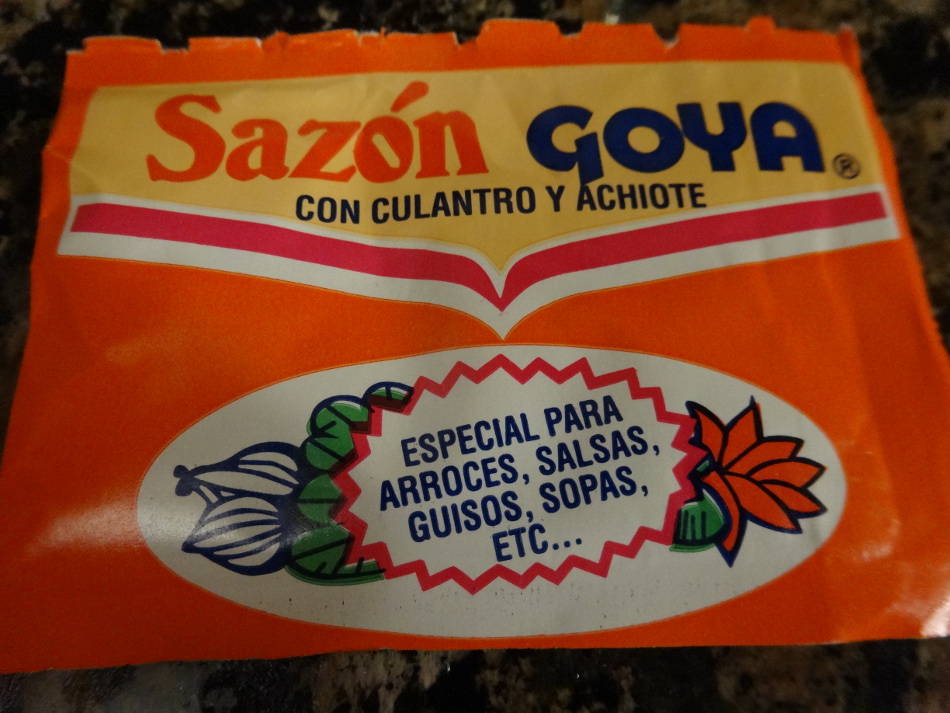 Sazón GOYA®
CON CULANTRO Y ACHIOTE
ESPECIAL PARA
ARROCES, SALSAS,
GUISOS, SOPAS,
ETC...